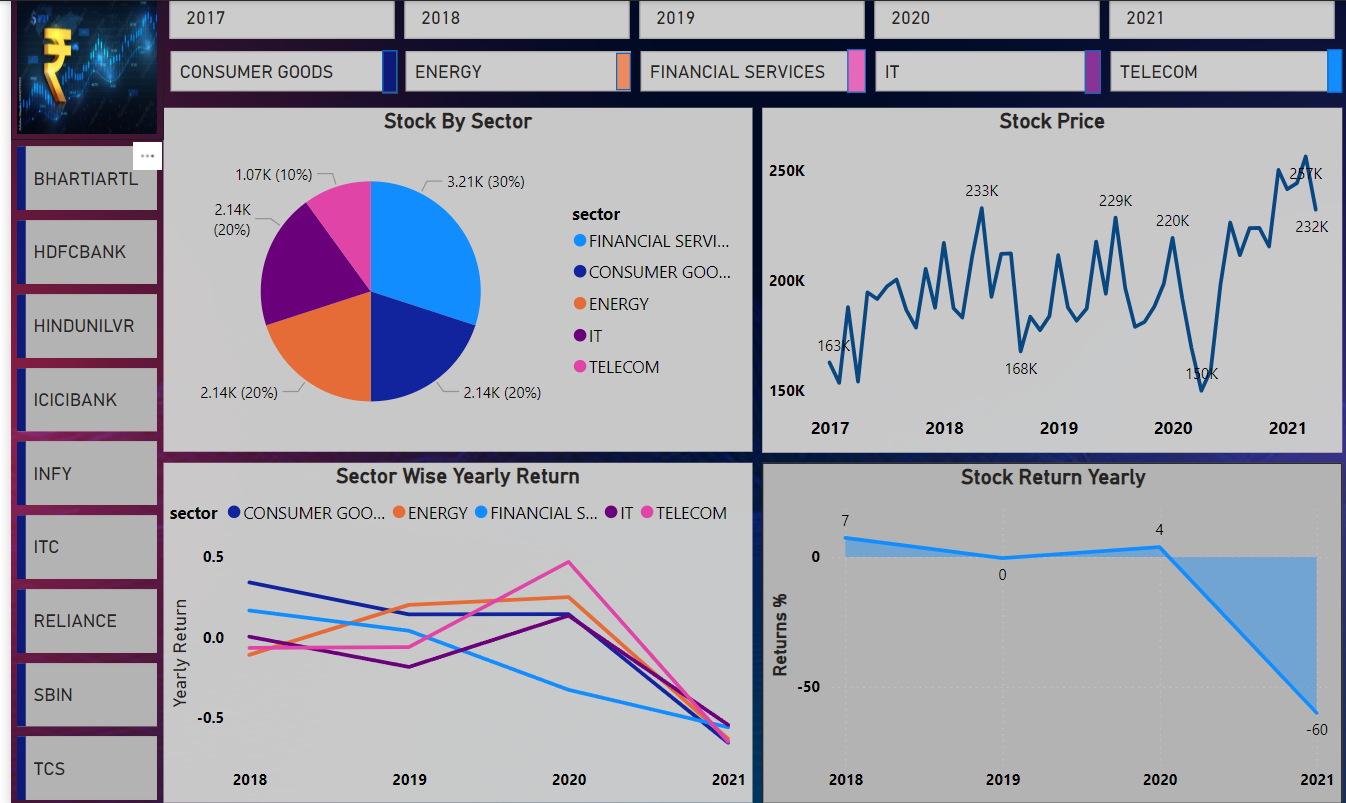 2017
2018
2019
2020
2021
CONSUMER GOODS
ENERGY
FINANCIAL SERVICES
IT
TELECOM
BHARTIARTL
HDFCBANK
HINDUNILVR
ICICIBANK
INFY
ITC
RELIANCE
SBIN
TCS
Stock By Sector
1.07K (10%)
3.21K (30%)
2.14K
(20%)
2.14K (20%)
2.14K (20%)
sector
FINANCIAL SERVI...
CONSUMER GOO...
ENERGY
IT
TELECOM
Stock Price
250K
200K
150K
163K
233K
168K
229K
220K
150K
257K
232K
2017
2018
2019
2020
2021
Sector Wise Yearly Return
sector
CONSUMER GOO...
ENERGY
FINANCIAL S...
IT
TELECOM
Yearly Return
0.5
0.0
-0.5
2018
2019
2020
2021
Stock Return Yearly
Returns %
0
-50
7
0
4
-60
2018
2019
2020
2021